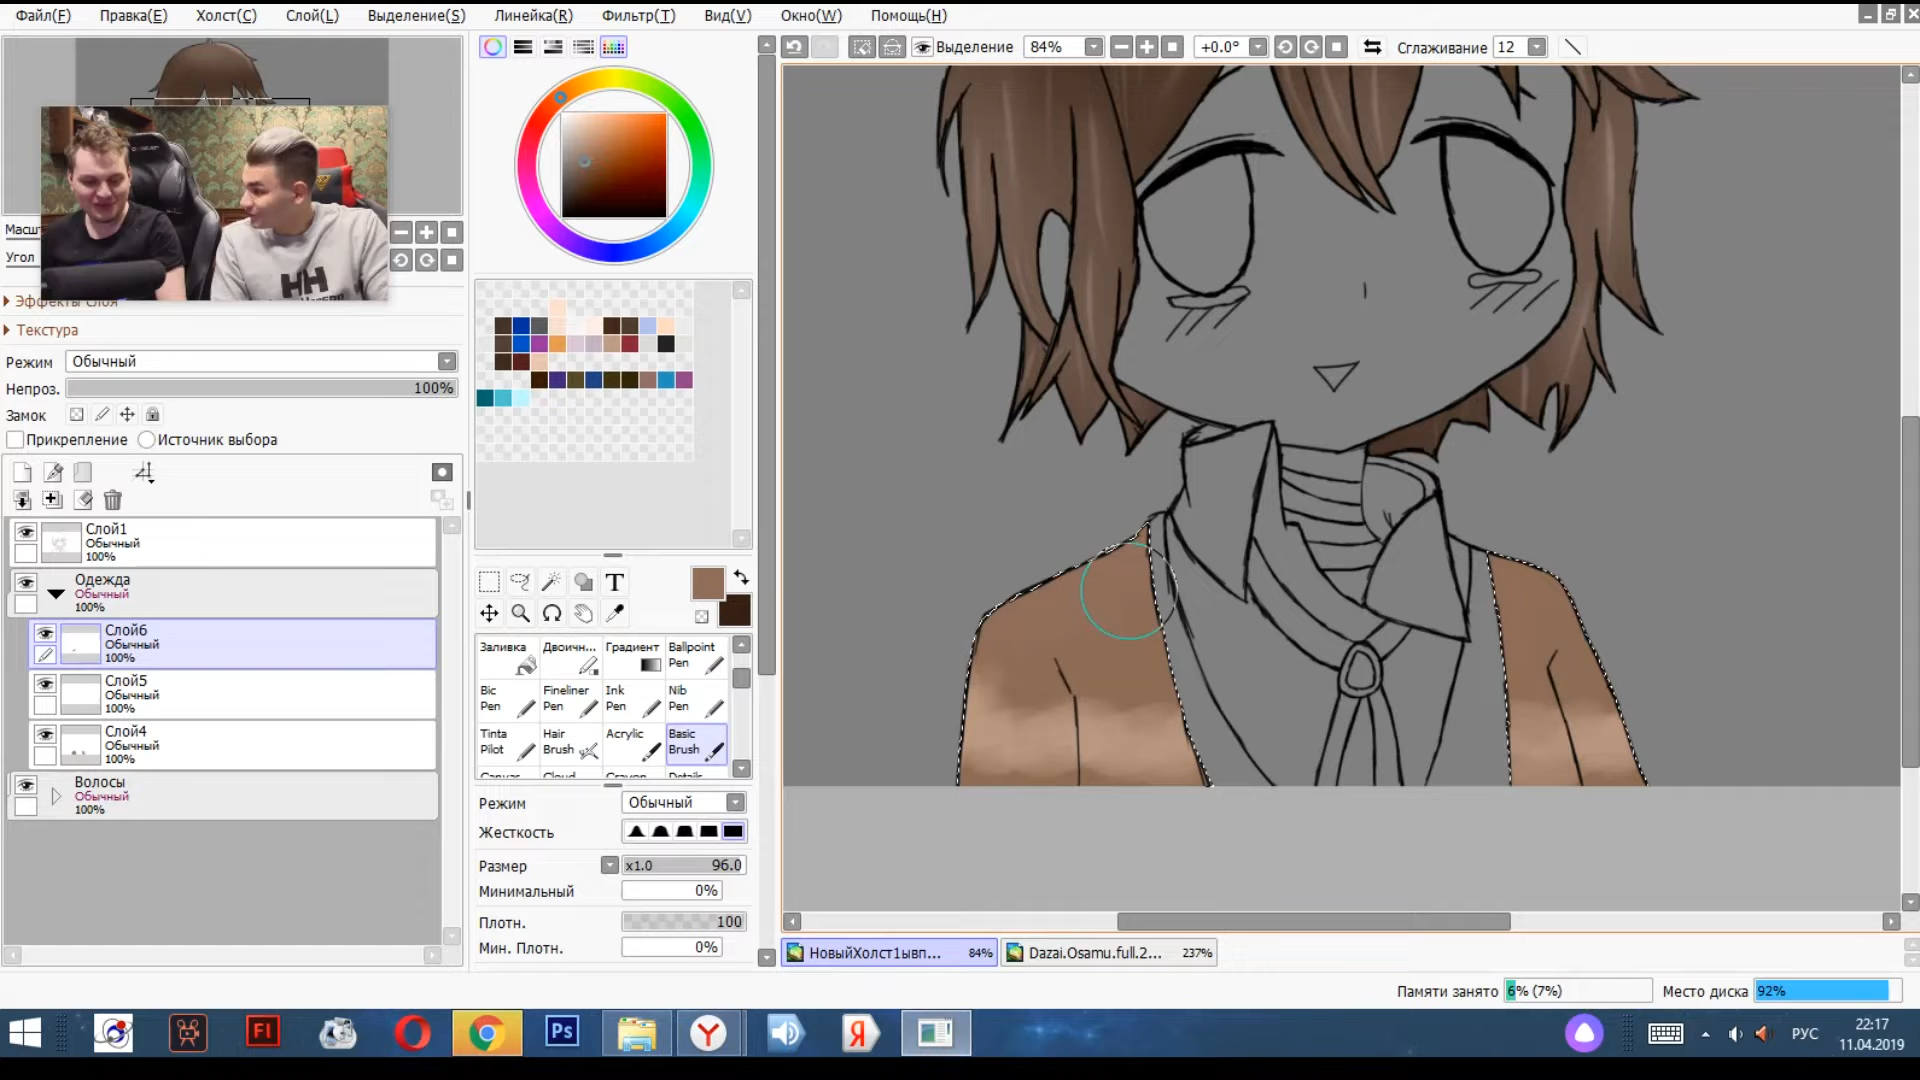 Файл(F) Правка(E) Холст(C) Слой(L) Выделение(S) Линейка(R) Фильтр(T) Вид(V) Окно(W) Помощь(H)
Выделение 84% +0.0° Сглаживание 12
HH
Масшт
Угол
Эффекты слоя
Текстура
Режим Обычный
Непроз. 100%
Замок
Прикрепление Источник выбора
Слой1
Обычный
100%
Одежда
Обычный
100%
Слой6
Обычный
100%
Слой5
Обычный
100%
Слой4
Обычный
100%
Волосы
Обычный
100%
T
Заливка Двоичн... Градиент Ballpoint Pen
Bic Pen Fineliner Pen Ink Pen Nib Pen
Tinta Pilot Hair Brush Acrylic Basic Brush
Canvas Cloud Crayon Details
Режим Обычный
Жесткость
Размер x1.0 96.0
Минимальный 0%
Плотн. 100
Мин. Плотн. 0%
НовыйХолст1ывп... 84% Dazai.Osamu.full.2... 237%
Памяти занято 6% (7%) Место диска 92%
Fl Ps Y Я РУС 22:17
11.04.2019